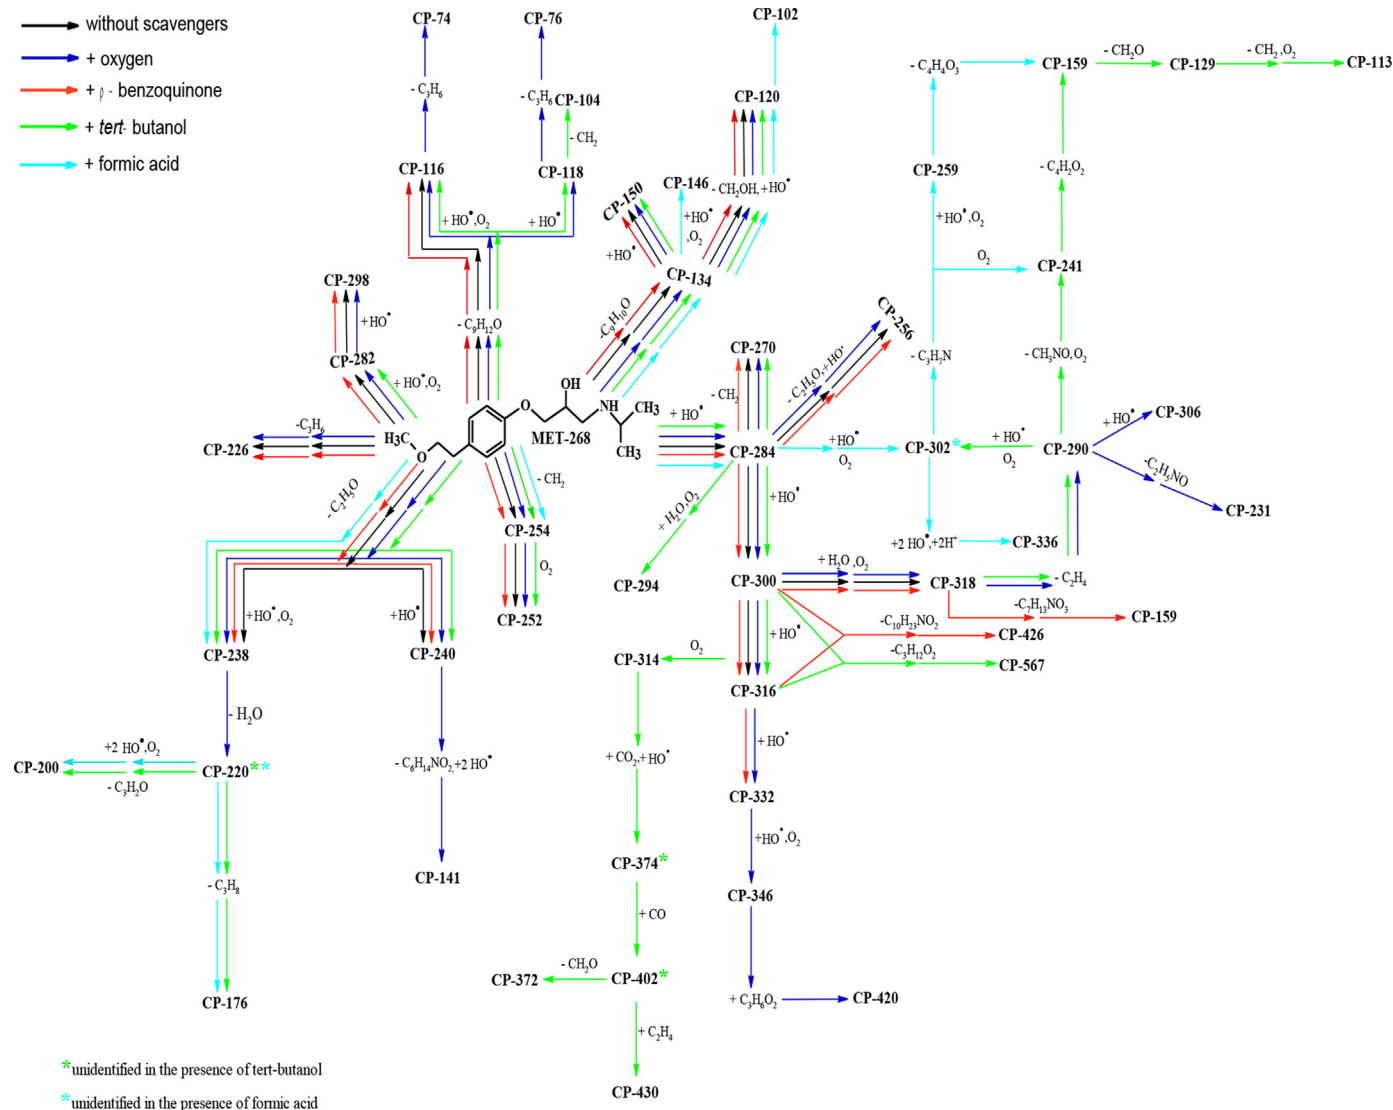 without scavengers
+ oxygen
+ p - benzoquinone
+ tert- butanol
+ formic acid
CP-74
CP-76
CP-102
- C₃H₆
- C₃H₆
CP-104
- CH₂
CP-116
CP-118
+ HO•,O₂
+ HO•
CP-120
- CH₂OH,+HO•
CP-150
CP-146
+HO•
+HO•
,O₂
CP-134
-C₉H₁₀O
- C₄H₄O₃
CP-159
- CH₂O
CP-129
- CH₂ ,O₂
CP-113
CP-259
- C₄H₂O₂
+HO•,O₂
O₂
CP-241
CP-298
+HO•
CP-282
+ HO•,O₂
- C₉H₁₂O
CP-270
- CH₂
- C₂H₅O,+HO•
CP-256
- C₃H₇N
- CH₃NO,O₂
OH
O
NH
CH3
CH3
MET-268
H3C
O
-C₃H₆
CP-226
+ HO•
CP-284
+HO•
O₂
CP-302*
+ HO•
O₂
CP-290
+ HO•
CP-306
-C₂H₅NO
CP-231
- C₂H₅O
- CH₂
CP-254
O₂
CP-252
+ H₂O,O₂
CP-294
+HO•
+2 HO•,+2H⁺
CP-336
CP-300
+ H₂O ,O₂
CP-318
- C₂H₄
-C₇H₁₃NO₃
CP-159
-C₁₀H₂₃NO₂
CP-426
-C₃H₁₂O₂
CP-567
+HO•,O₂
+HO•
CP-238
CP-240
CP-314
O₂
+ HO•
CP-316
- H₂O
+ HO•
CP-200
+2 HO•,O₂
- C₃H₂O
CP-220**
- C₆H₁₄NO₂,+2 HO•
+ CO₂,+ HO•
CP-332
+HO•,O₂
- C₃H₈
CP-141
CP-374*
CP-346
+ CO
CP-176
CP-372
- CH₂O
CP-402*
+ C₃H₆O₂
CP-420
+ C₂H₄
CP-430
*unidentified in the presence of tert-butanol
*unidentified in the presence of formic acid